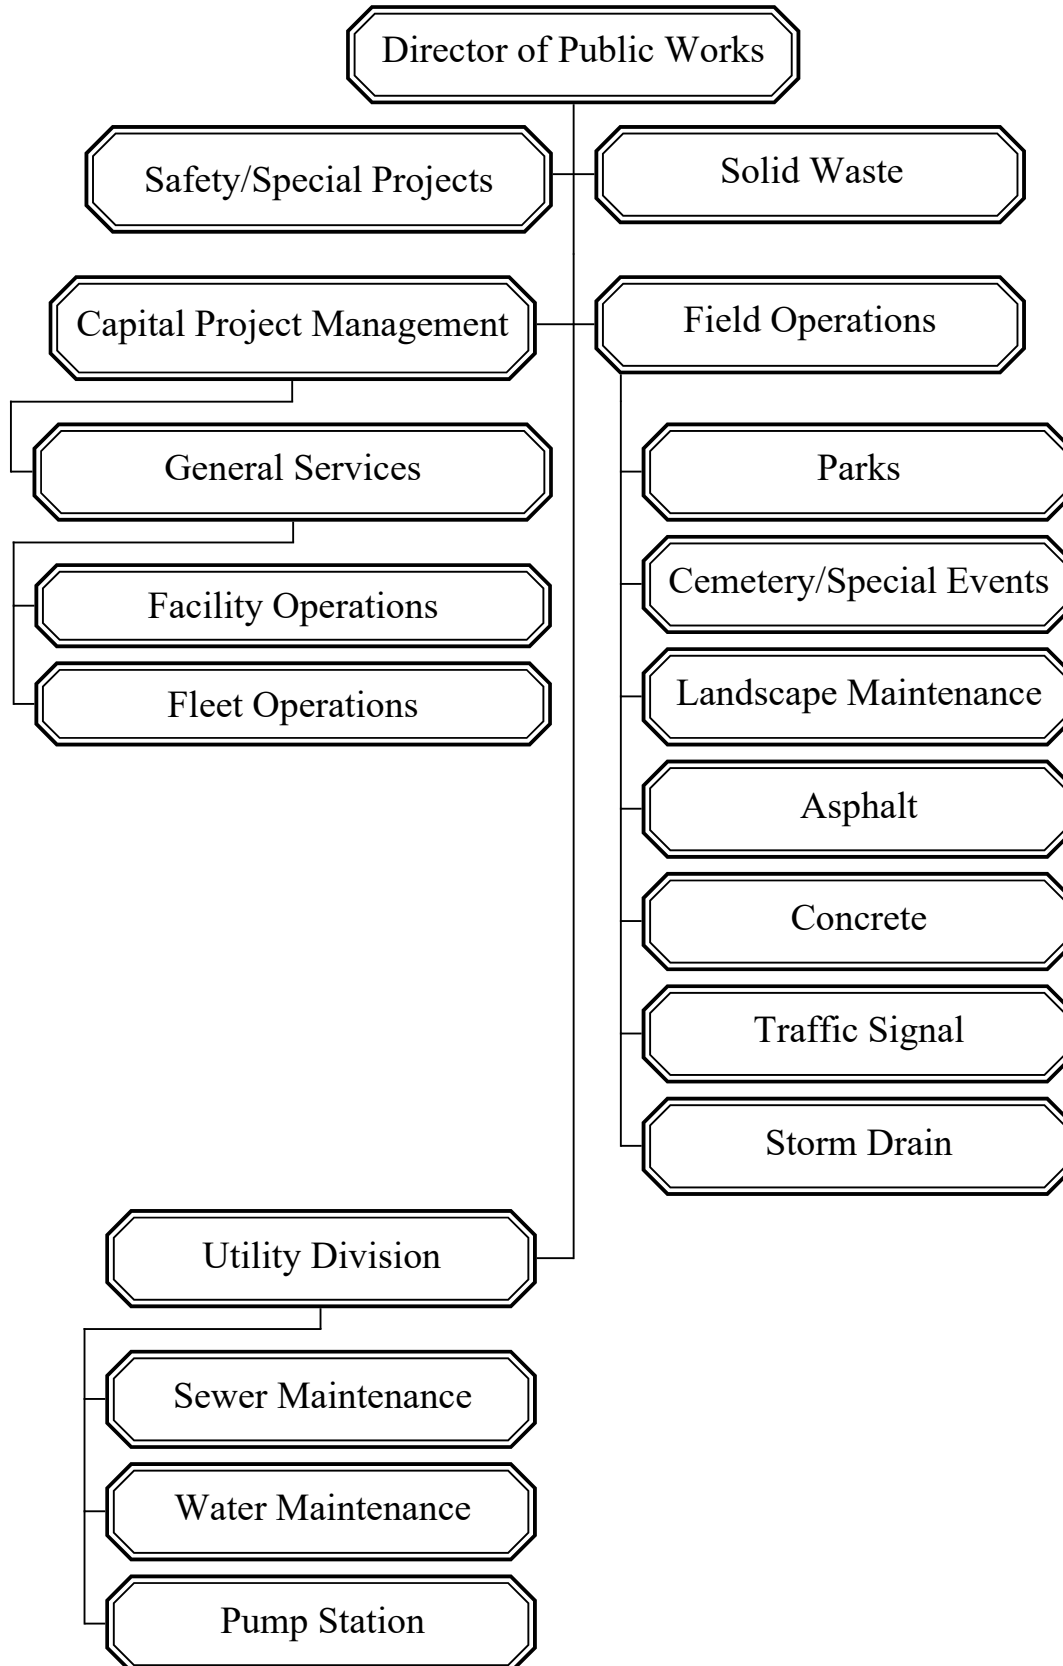 Director of Public Works
Safety/Special Projects
Solid Waste
Capital Project Management
Field Operations
General Services
Facility Operations
Fleet Operations
Parks
Cemetery/Special Events
Landscape Maintenance
Asphalt
Concrete
Traffic Signal
Storm Drain
Utility Division
Sewer Maintenance
Water Maintenance
Pump Station